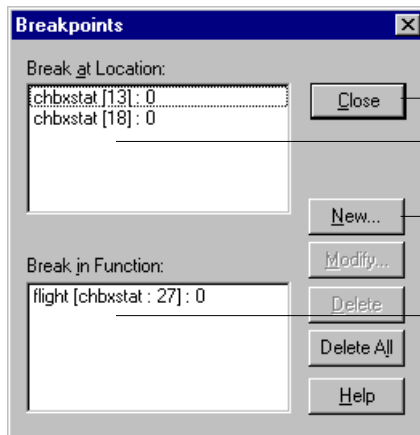 Breakpoints
Break at Location:
chbxstat [13] : 0
chbxstat [18] : 0
Close
New...
Modify...
Break in Function:
flight [chbxstat : 27] : 0
Delete
Delete All
Help